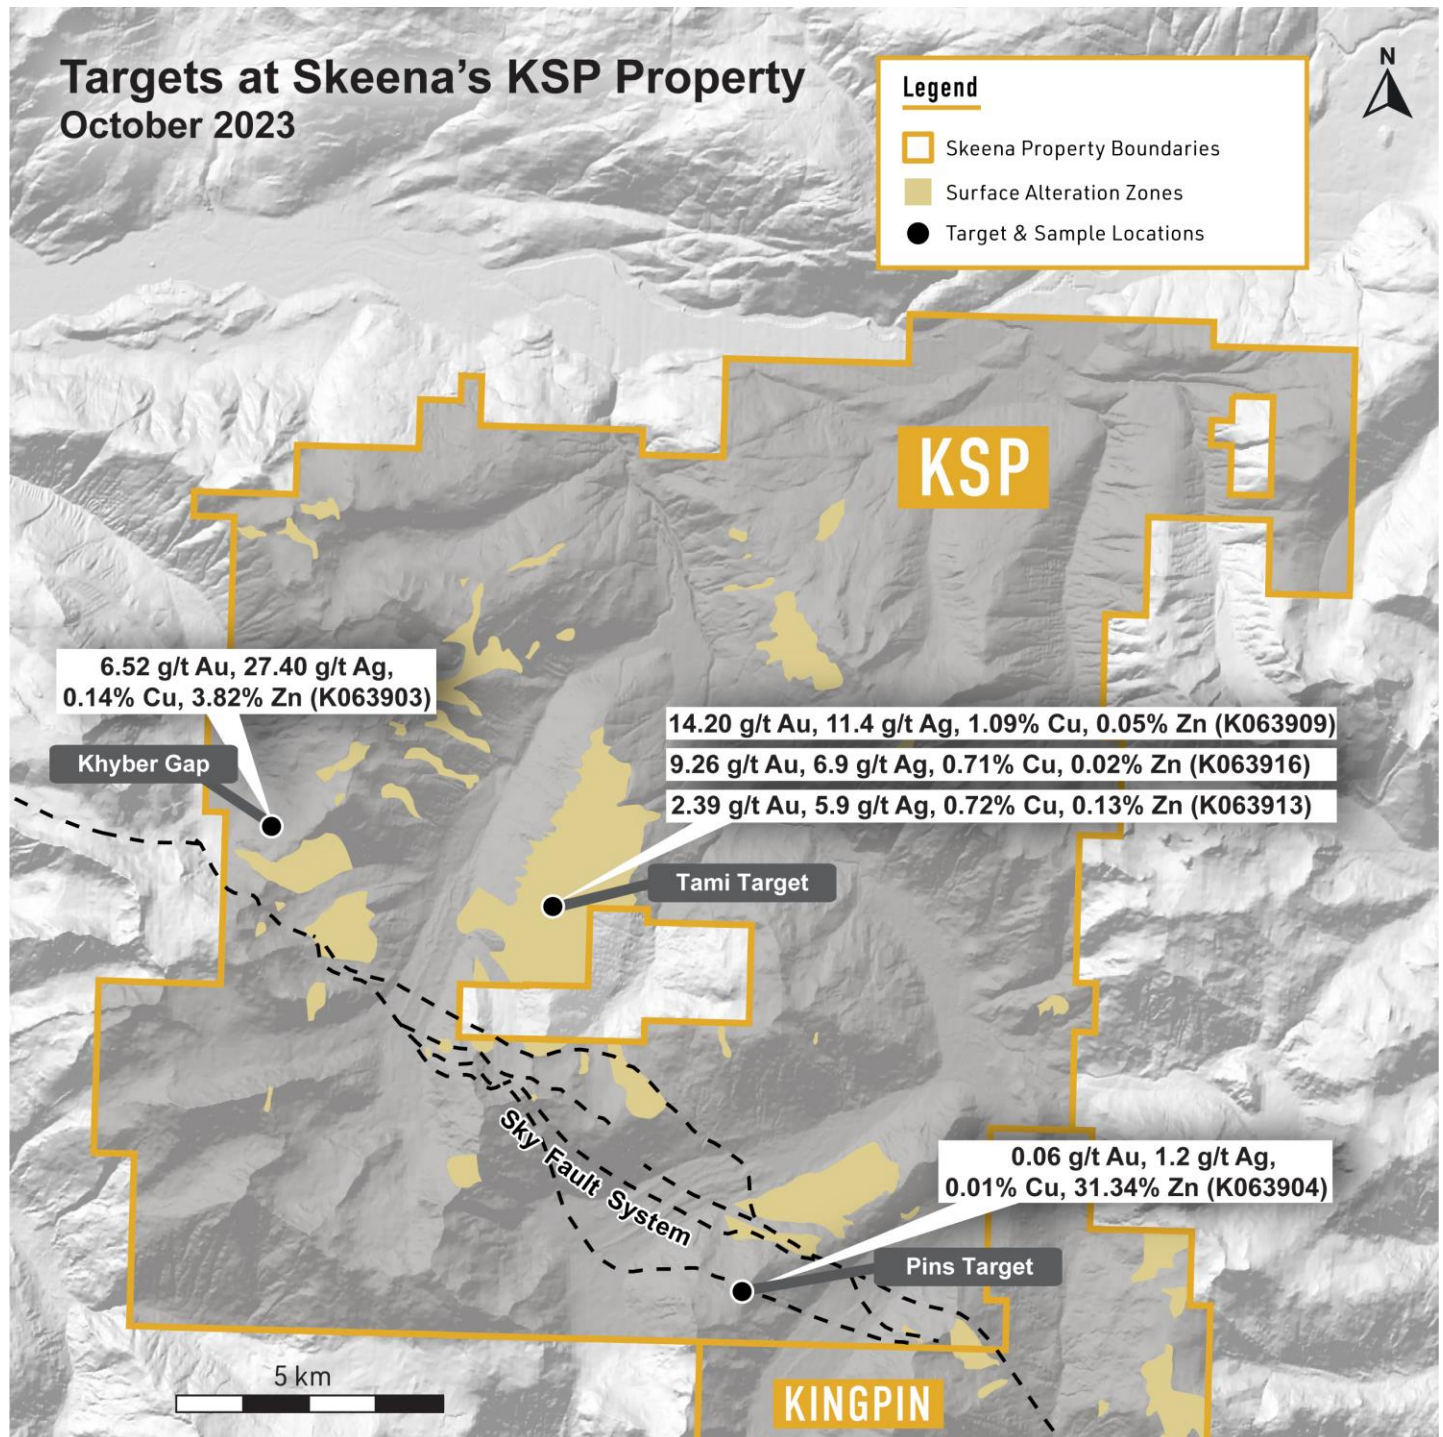 Targets at Skeena's KSP Property
October 2023
Legend
Skeena Property Boundaries
Surface Alteration Zones
Target & Sample Locations
N
KSP
6.52 g/t Au, 27.40 g/t Ag,
0.14% Cu, 3.82% Zn (K063903)
Khyber Gap
14.20 g/t Au, 11.4 g/t Ag, 1.09% Cu, 0.05% Zn (K063909)
9.26 g/t Au, 6.9 g/t Ag, 0.71% Cu, 0.02% Zn (K063916)
2.39 g/t Au, 5.9 g/t Ag, 0.72% Cu, 0.13% Zn (K063913)
Tami Target
Sky Fault System
0.06 g/t Au, 1.2 g/t Ag,
0.01% Cu, 31.34% Zn (K063904)
Pins Target
5 km
KINGPIN